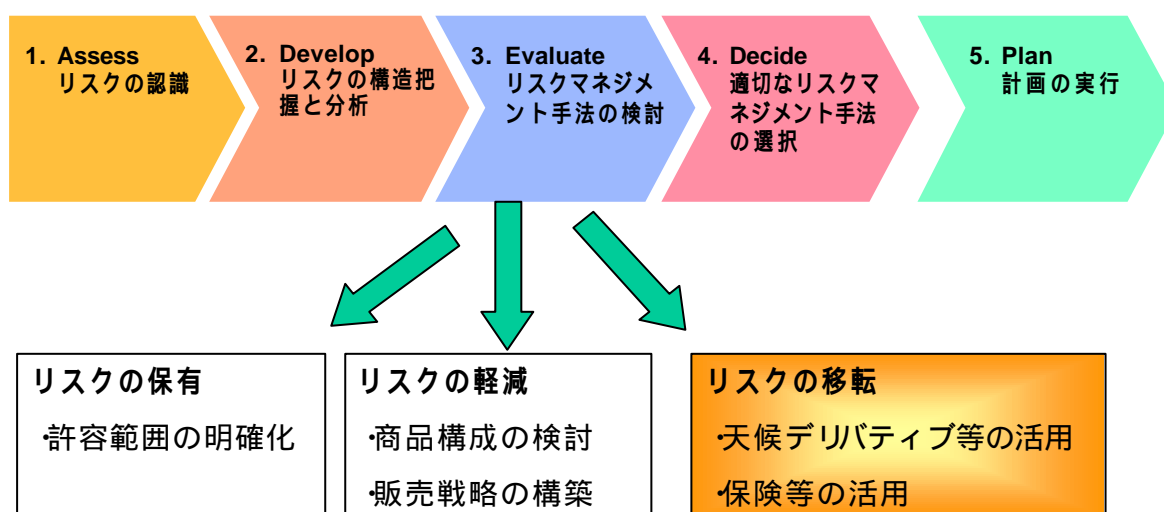 1. Assess
リスクの認識
2. Develop
リスクの構造把
握と分析
3. Evaluate
リスクマネジメ
ント手法の検討
4. Decide
適切なリスクマ
ネジメント手法
の選択
5. Plan
計画の実行
リスクの保有
・許容範囲の明確化
リスクの軽減
・商品構成の検討
・販売戦略の構築
リスクの移転
・天候デリバティブ等の活用
・保険等の活用